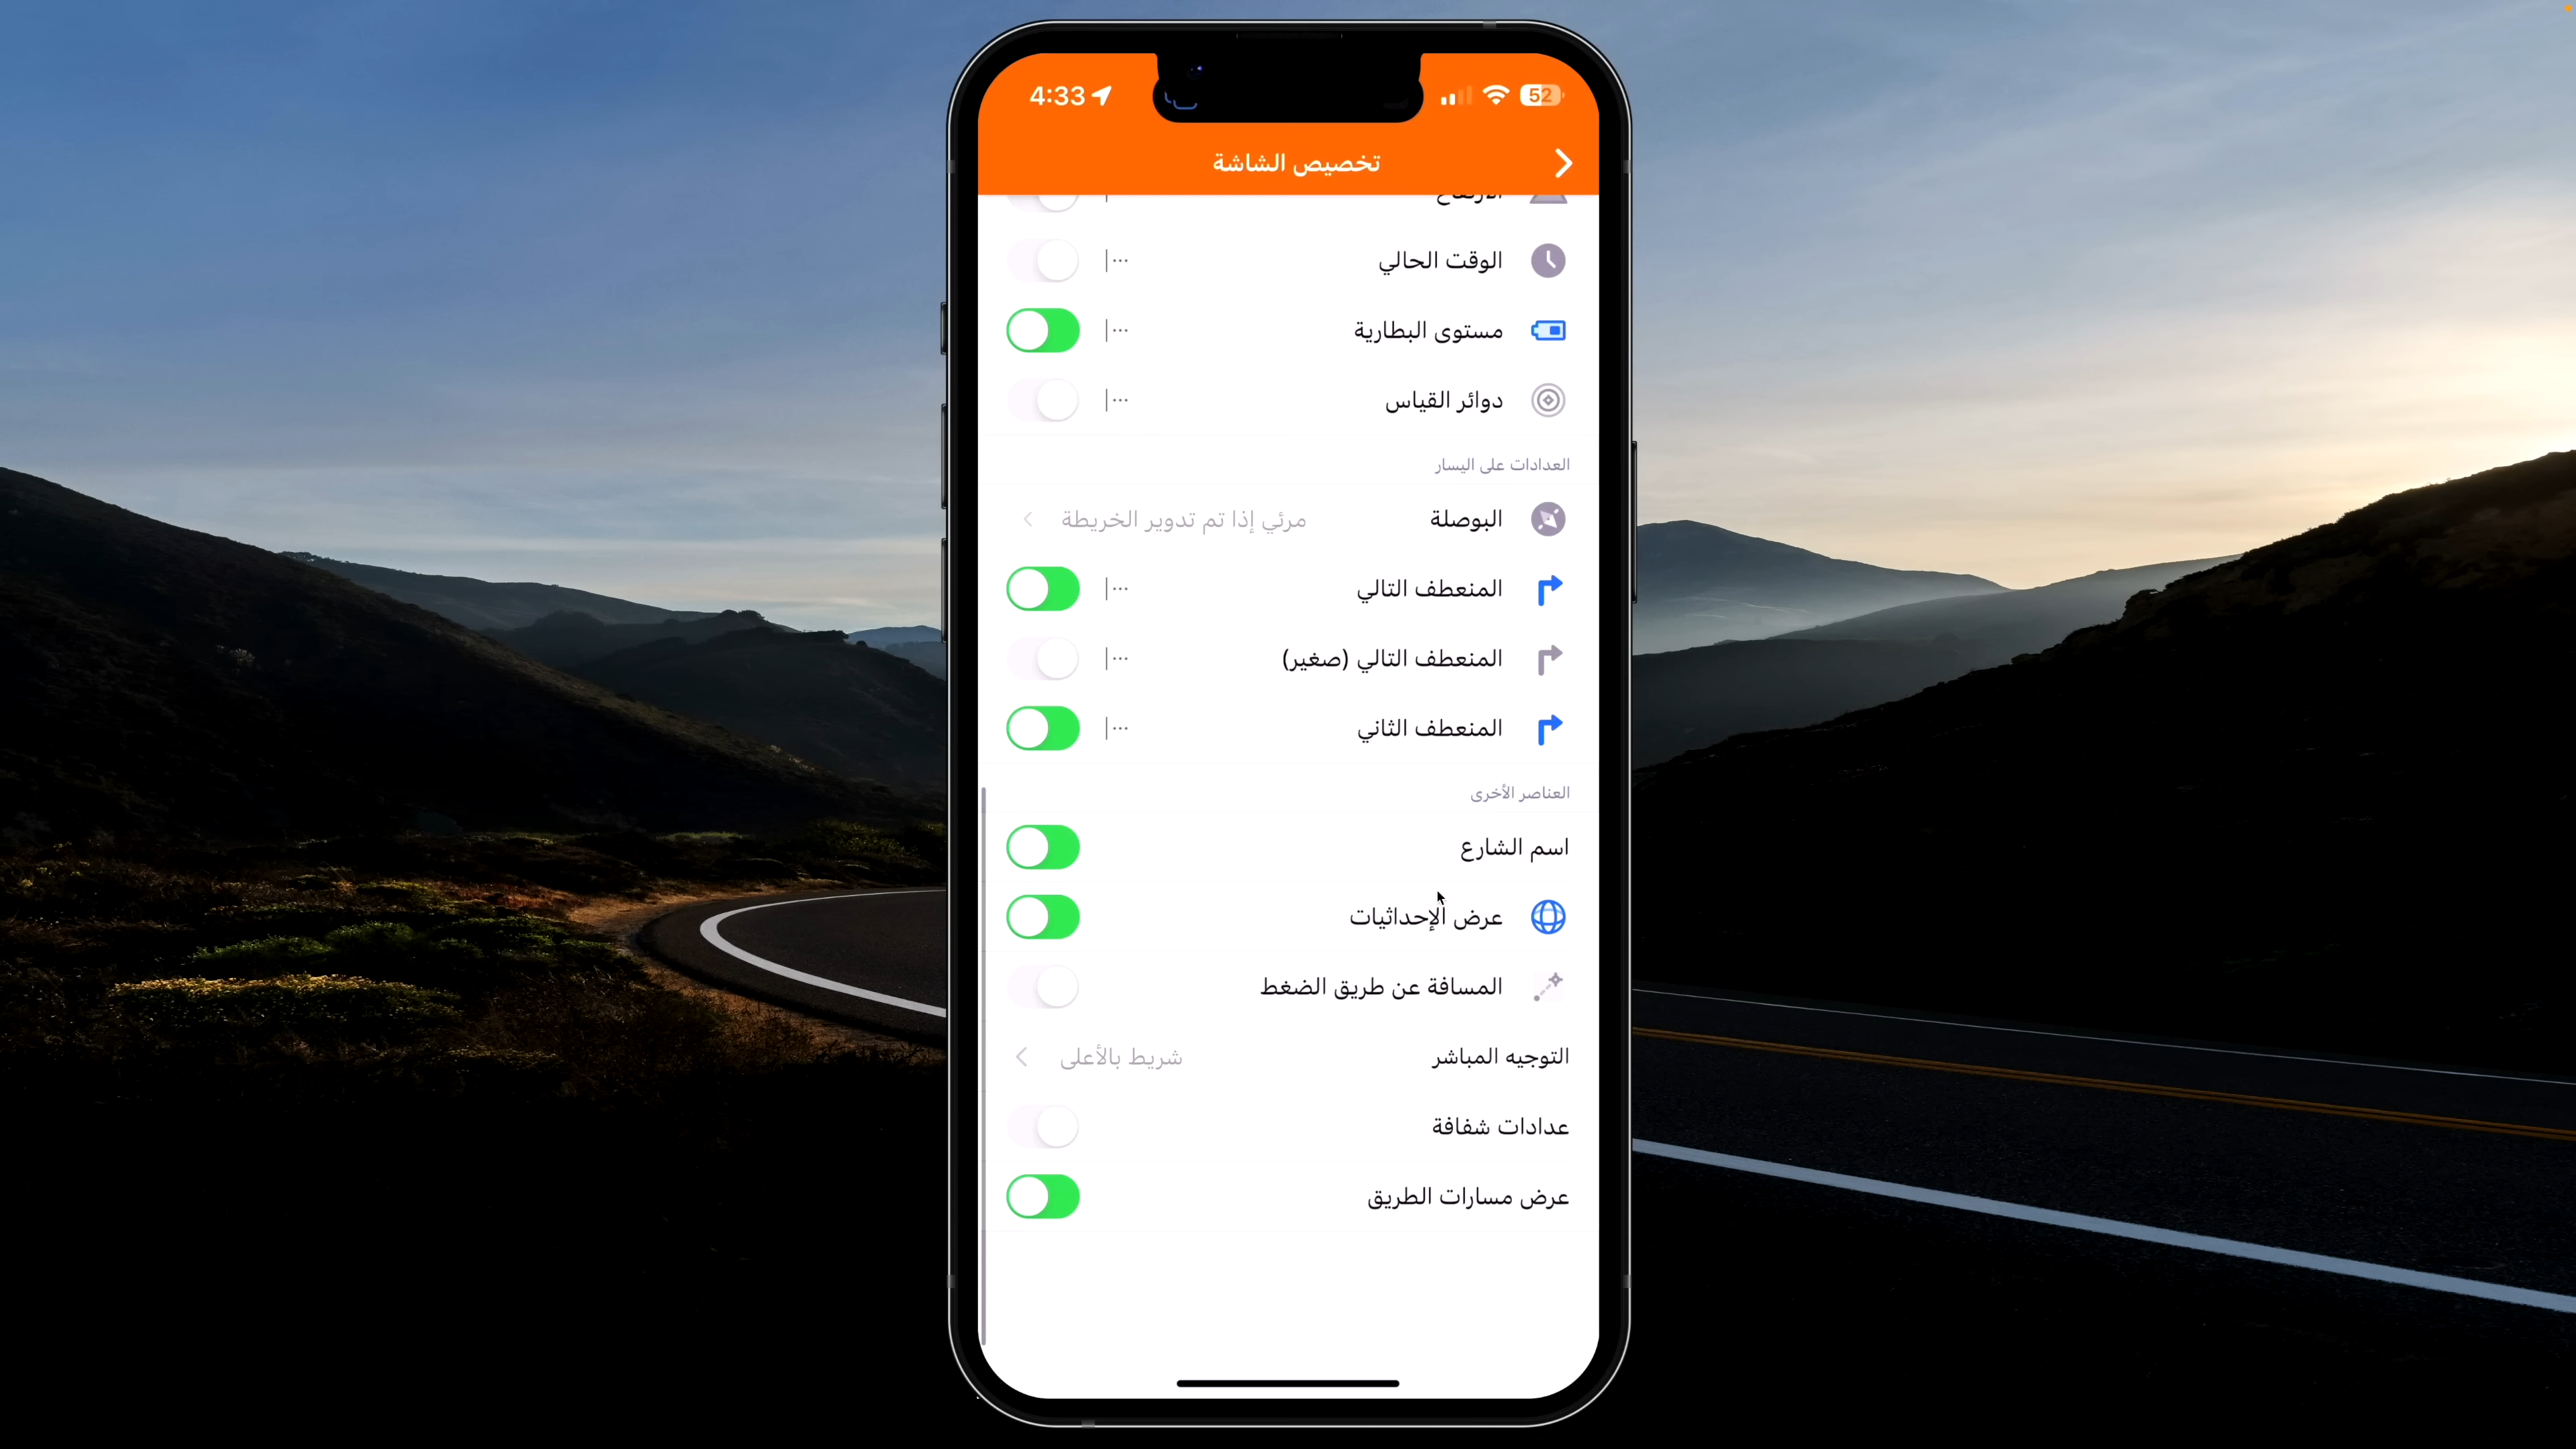 4:33
52
تخصيص الشاشة
الارتفاع
الوقت الحالي
مستوى البطارية
دوائر القياس
العدادات على اليسار
البوصلة مرئي إذا تم تدوير الخريطة
المنعطف التالي
المنعطف التالي (صغير)
المنعطف الثاني
العناصر الأخرى
اسم الشارع
عرض الإحداثيات
المسافة عن طريق الضغط
التوجيه المباشر شريط بالأعلى
عدادات شفافة
عرض مسارات الطريق